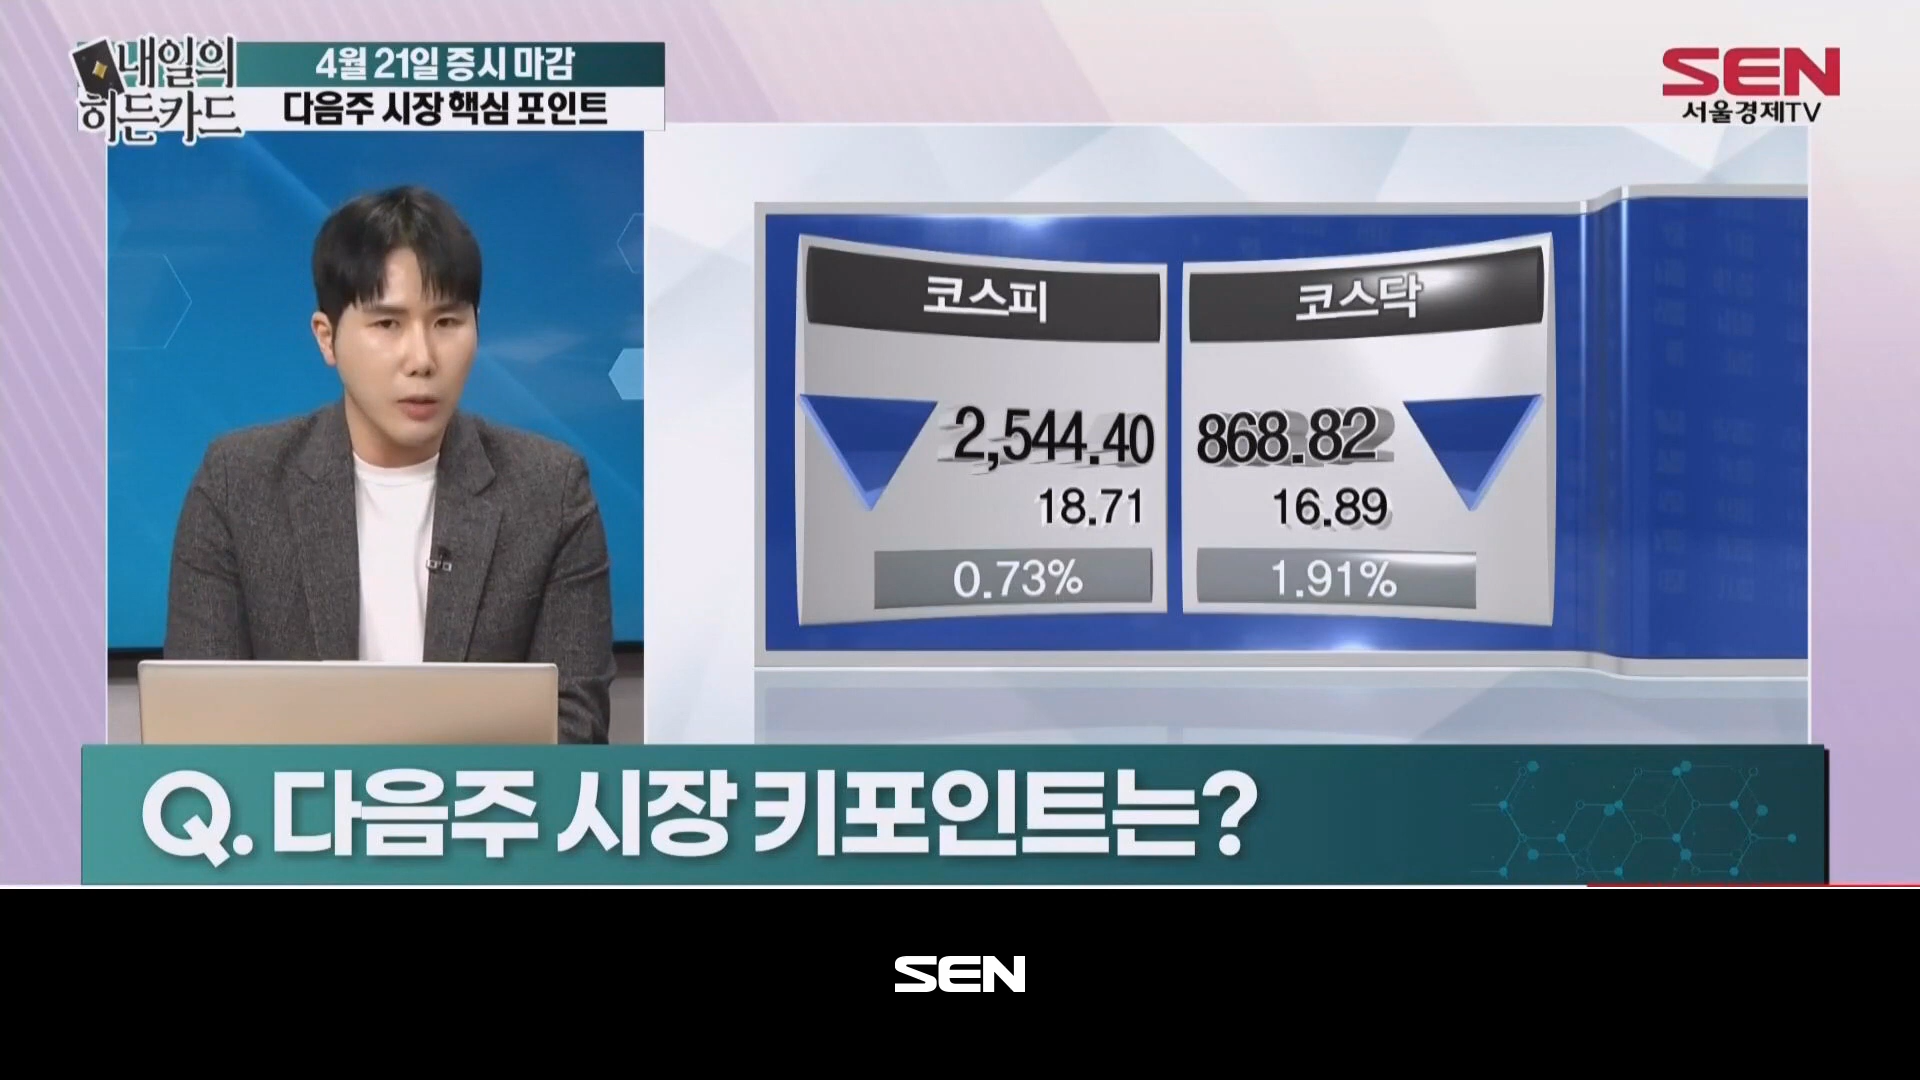 내일의
히든카드
4월 21일 증시 마감
다음주 시장 핵심 포인트
SEN
서울경제TV
코스피
2,544.40
18.71
0.73%
코스닥
868.82
16.89
1.91%
Q. 다음주 시장 키포인트는?
SEN